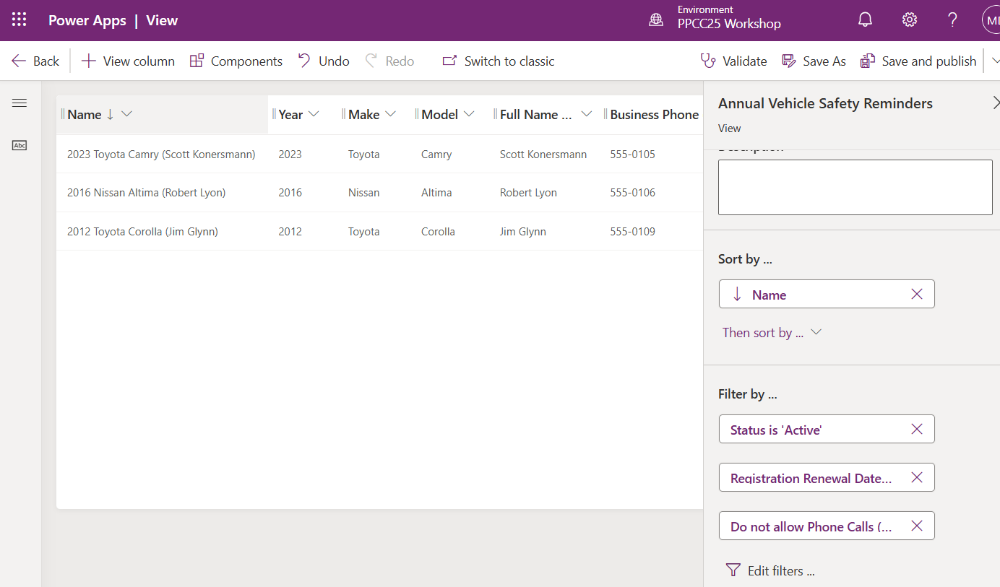 Power Apps | View
Environment
PPCC25 Workshop
Back
View column
Components
Undo
Redo
Switch to classic
Validate
Save As
Save and publish
Abc
Name
Year
Make
Model
Full Name ...
Business Phone
2023 Toyota Camry (Scott Konersmann) 2023 Toyota Camry Scott Konersmann 555-0105
2016 Nissan Altima (Robert Lyon) 2016 Nissan Altima Robert Lyon 555-0106
2012 Toyota Corolla (Jim Glynn) 2012 Toyota Corolla Jim Glynn 555-0109
Annual Vehicle Safety Reminders
View
Description
Sort by ...
Name
Then sort by ...
Filter by ...
Status is 'Active'
Registration Renewal Date...
Do not allow Phone Calls (...
Edit filters ...